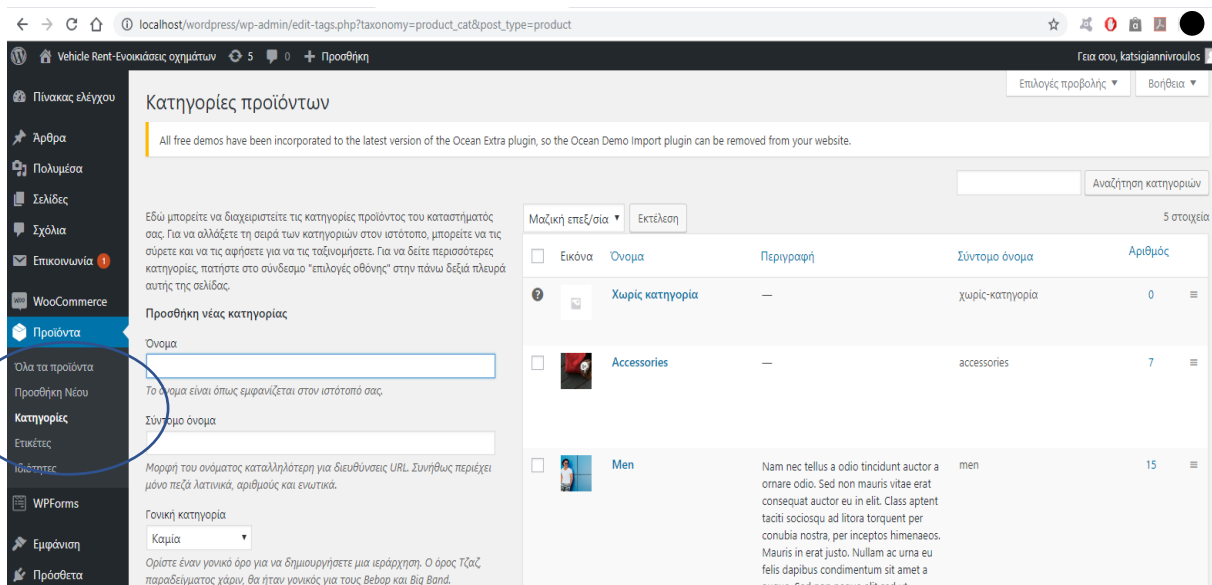 localhost/wordpress/wp-admin/edit-tags.php?taxonomy=product_cat&post_type=product
Vehicle Rent-Ενοικιάσεις οχημάτων 5 0 + Προσθήκη
Γεια σου, katsigiannivroulos
Επιλογές προβολής ▼
Βοήθεια ▼
Πίνακας ελέγχου
Άρθρα
Πολυμέσα
Σελίδες
Σχόλια
Επικοινωνία 1
WooCommerce
Προϊόντα
Όλα τα προϊόντα
Προσθήκη Νέου
Κατηγορίες
Ετικέτες
Ιδιότητες
WPForms
Εμφάνιση
Πρόσθετα
Κατηγορίες προϊόντων
All free demos have been incorporated to the latest version of the Ocean Extra plugin, so the Ocean Demo Import plugin can be removed from your website.
Αναζήτηση κατηγοριών
Εδώ μπορείτε να διαχειριστείτε τις κατηγορίες προϊόντος του καταστήματός
σας. Για να αλλάξετε τη σειρά των κατηγοριών στον ιστότοπο, μπορείτε να τις
σύρετε και να τις αφήσετε για να τις ταξινομήσετε. Για να δείτε περισσότερες
κατηγορίες, πατήστε στο σύνδεσμο "επιλογές οθόνης" στην πάνω δεξιά πλευρά
αυτής της σελίδας.
Προσθήκη νέας κατηγορίας
Όνομα
Το όνομα είναι όπως εμφανίζεται στον ιστότοπό σας.
Σύντομο όνομα
Μορφή του ονόματος καταλληλότερη για διευθύνσεις URL. Συνήθως περιέχει
μόνο πεζά λατινικά, αριθμούς και ενωτικά.
Γονική κατηγορία
Καμία
Ορίστε έναν γονικό όρο για να δημιουργήσετε μια ιεράρχηση. Ο όρος Τζαζ,
παραδείγματος χάριν, θα ήταν γονικός για τους Bebop και Big Band.
Μαζική επεξ/σία ▼ Εκτέλεση
5 στοιχεία
Εικόνα Όνομα Περιγραφή Σύντομο όνομα Αριθμός
Χωρίς κατηγορία — χωρίς-κατηγορία 0
Accessories — accessories 7
Men Nam nec tellus a odio tincidunt auctor a men 15
ornare odio. Sed non mauris vitae erat
consequat auctor eu in elit. Class aptent
taciti sociosqu ad litora torquent per
conubia nostra, per inceptos himenaeos.
Mauris in erat justo. Nullam ac urna eu
felis dapibus condimentum sit amet a